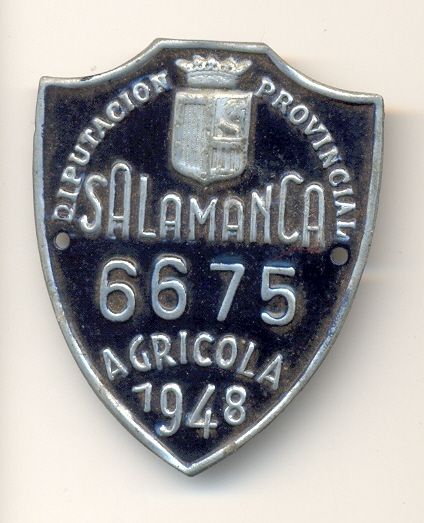 DIPUTACION PROVINCIAL
SALAMANCA
6675
AGRICOLA
1948